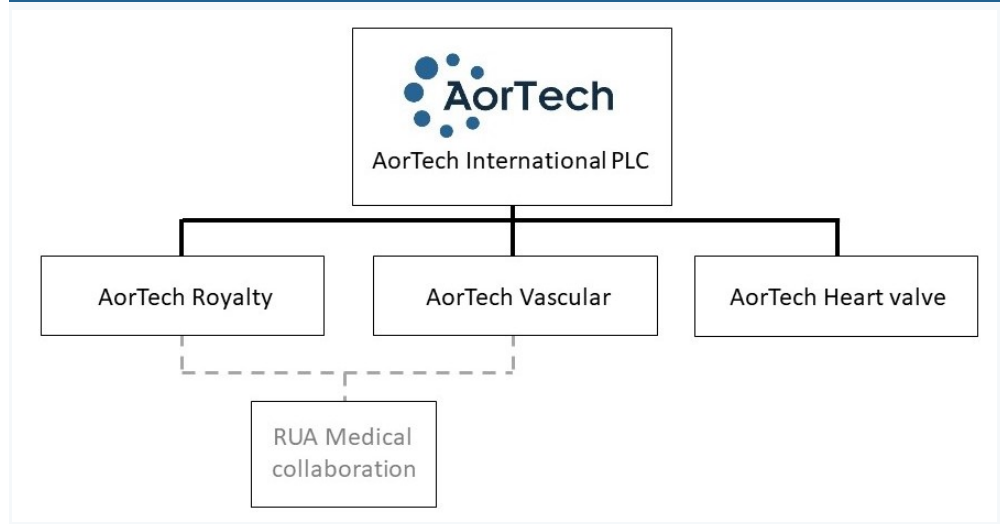 AorTech
AorTech International PLC
AorTech Royalty
AorTech Vascular
AorTech Heart valve
RUA Medical
collaboration